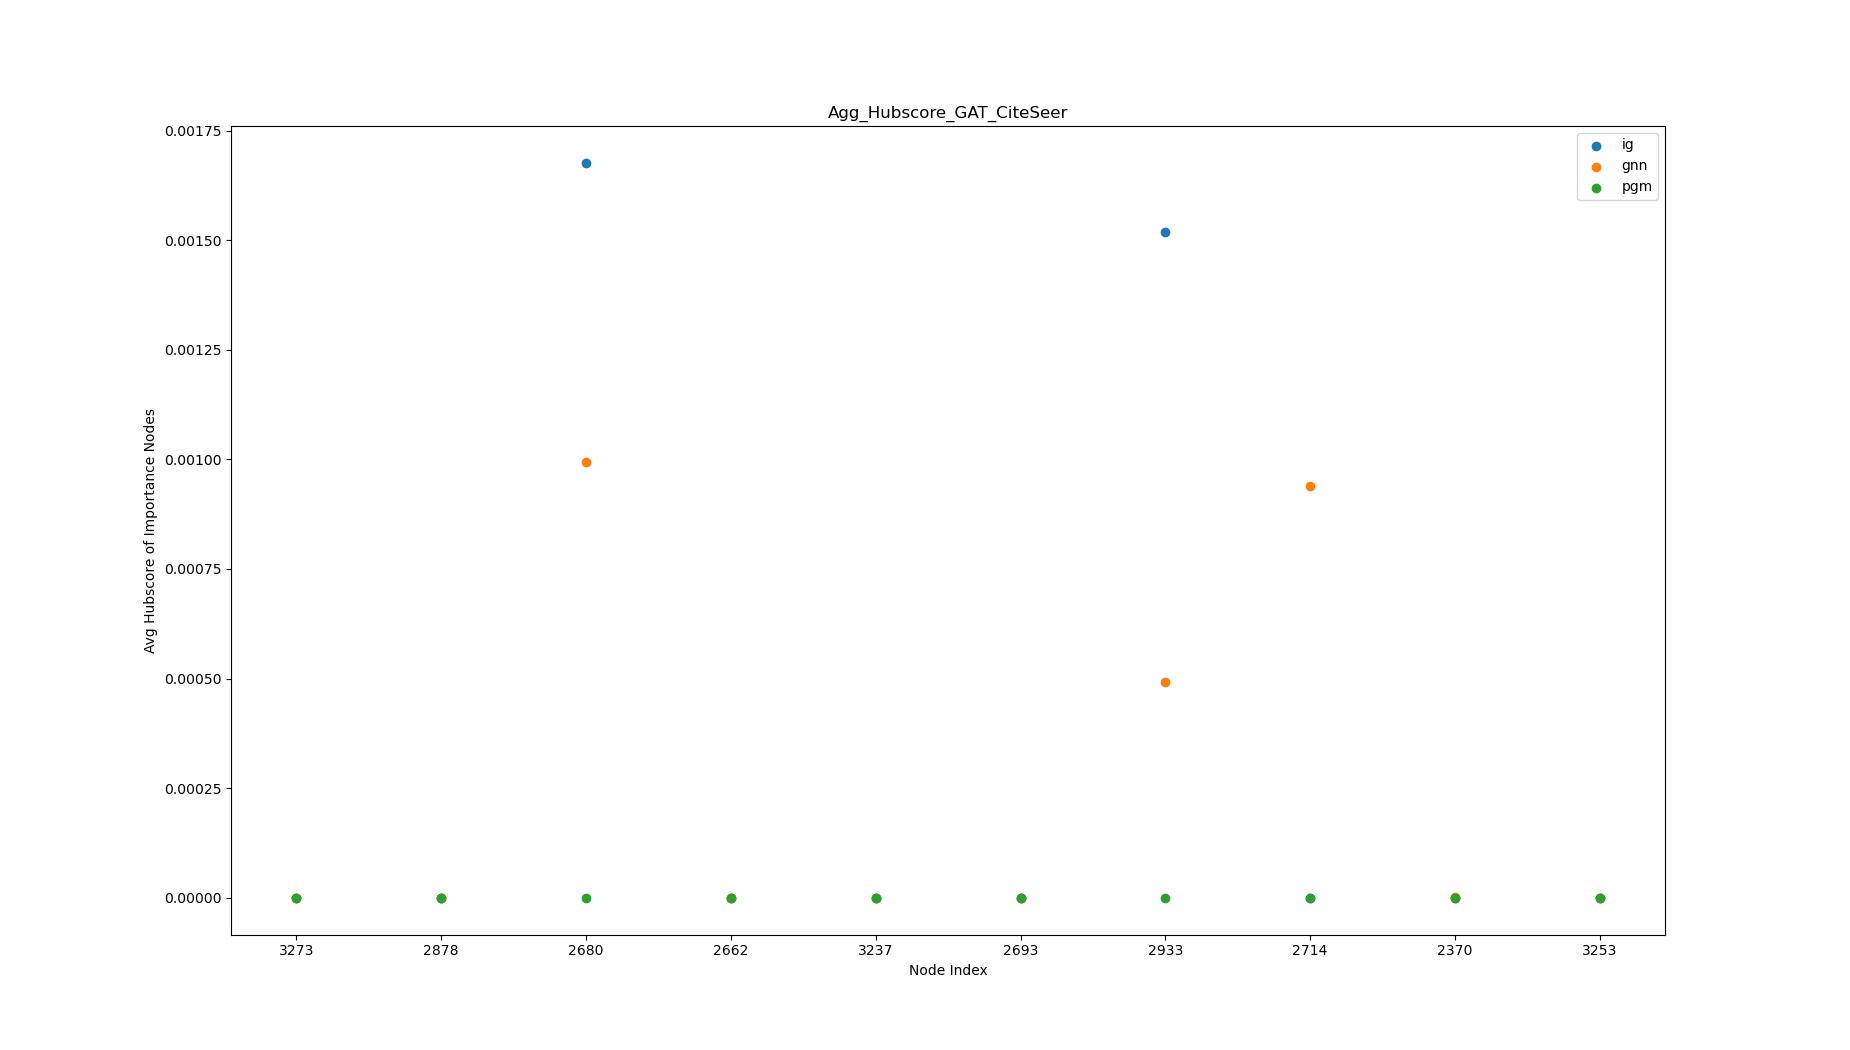 Agg_Hubscore_GAT_CiteSeer
0.00175
0.00150
0.00125
0.00100
0.00075
0.00050
0.00025
0.00000
Avg Hubscore of Importance Nodes
ig
gnn
pgm
3273 2878 2680 2662 3237 2693 2933 2714 2370 3253
Node Index